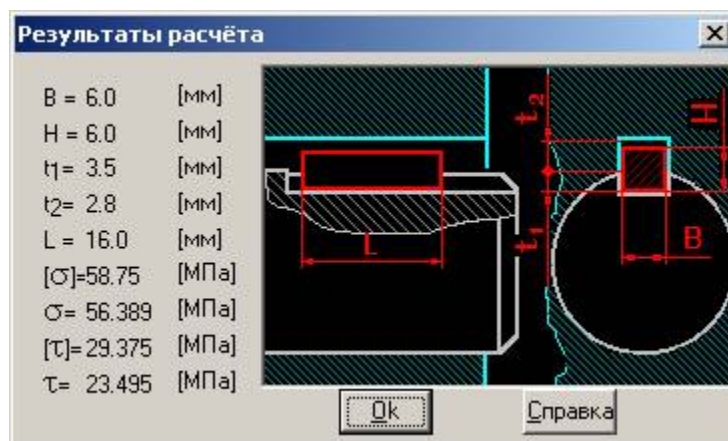 Результаты расчёта
B = 6.0 [мм]
H = 6.0 [мм]
t1= 3.5 [мм]
t2= 2.8 [мм]
L = 16.0 [мм]
[σ]=58.75 [МПа]
σ= 56.389 [МПа]
[τ]=29.375 [МПа]
τ= 23.495 [МПа]
t2
H
L
t1
B
Ok
Справка